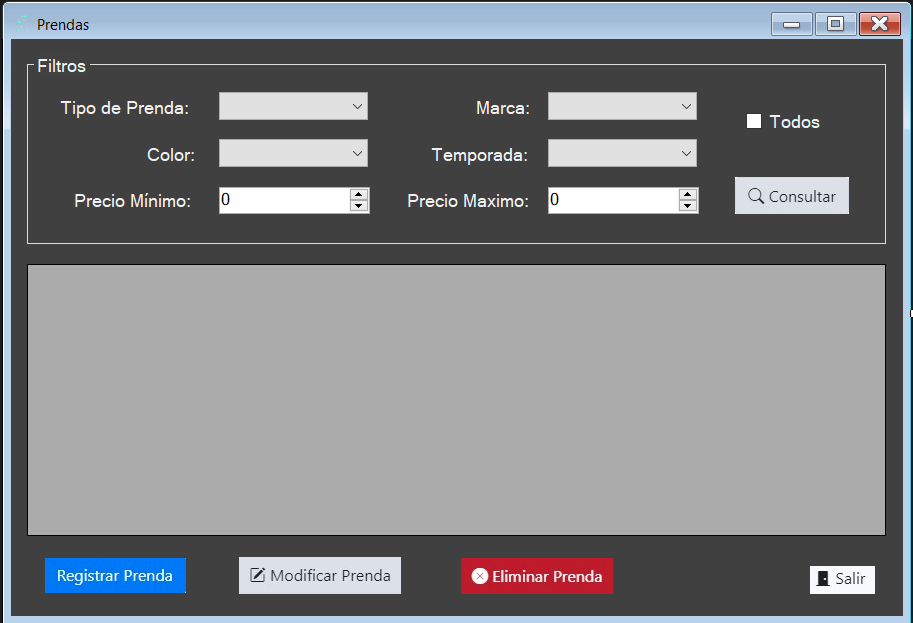 Prendas
Filtros
Tipo de Prenda:
Marca:
Todos
Color:
Temporada:
Precio Mínimo:
0
Precio Maximo:
0
Consultar
Registrar Prenda
Modificar Prenda
Eliminar Prenda
Salir